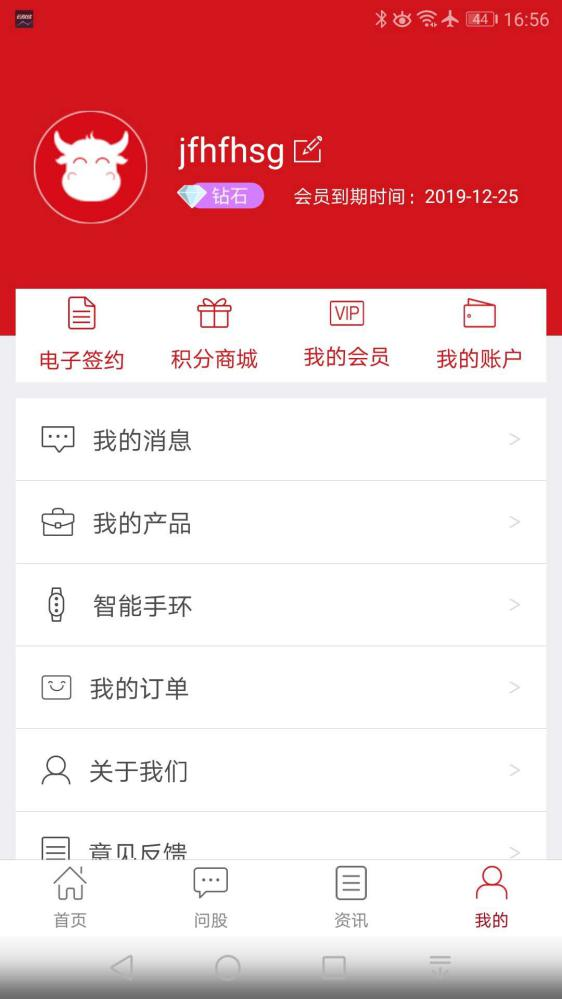 44 16:56
jfhfhsg
钻石 会员到期时间：2019-12-25
电子签约 积分商城 我的会员 我的账户
VIP
我的消息
我的产品
智能手环
我的订单
关于我们
意见反馈
首页 问股 资讯 我的